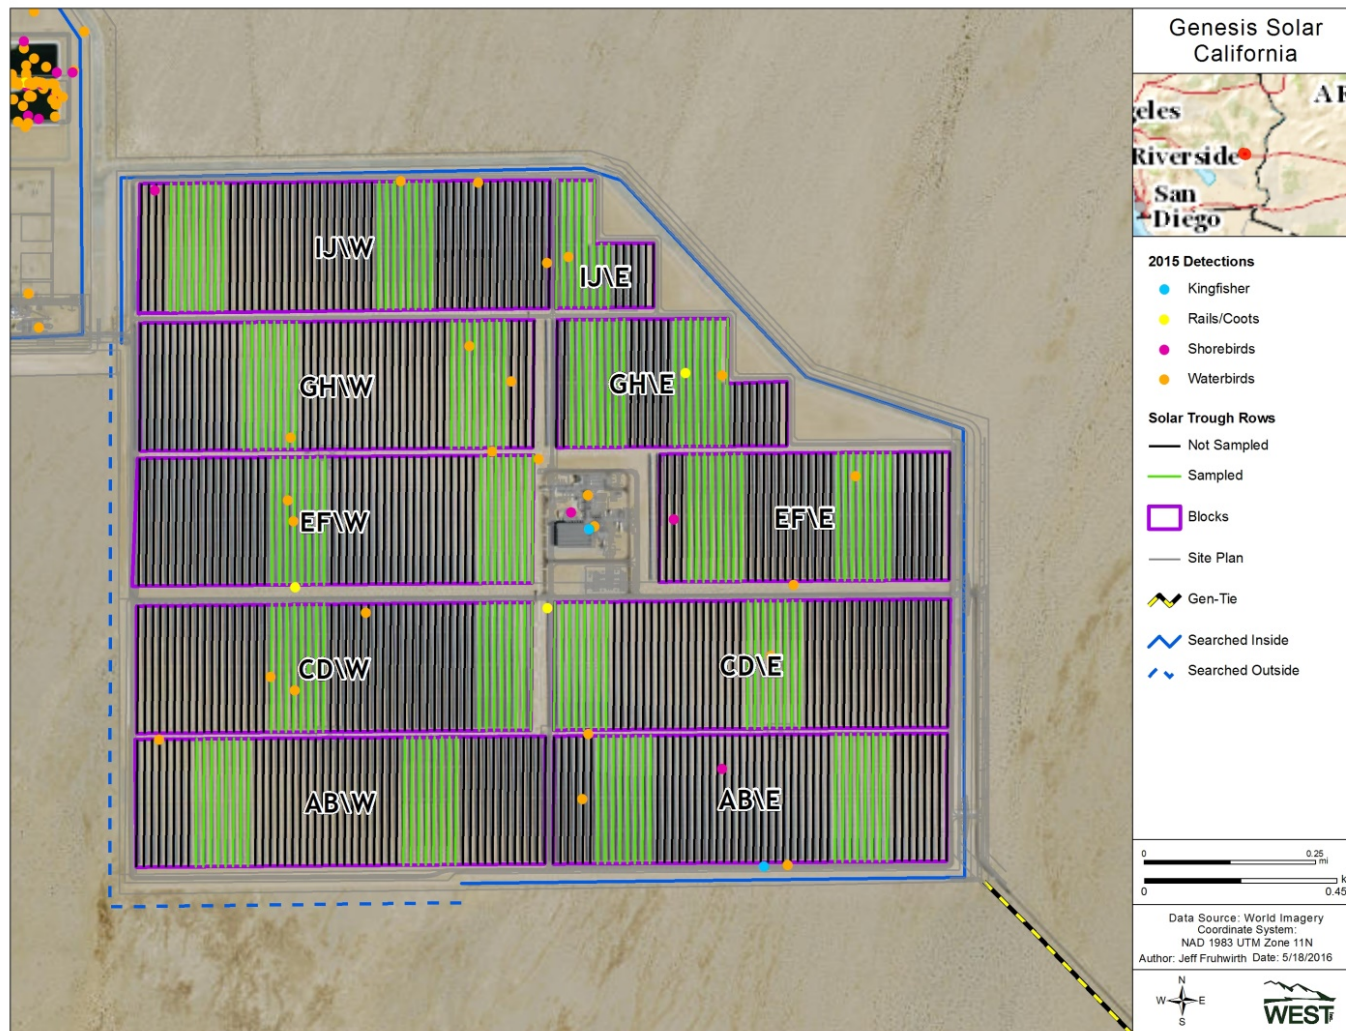 Genesis Solar
California
geles
AR
Riverside
San
Diego
2015 Detections
Kingfisher
Rails/Coots
Shorebirds
Waterbirds
Solar Trough Rows
Not Sampled
Sampled
Blocks
Site Plan
Gen-Tie
Searched Inside
Searched Outside
0 0.25
mi
k
0 0.45
Data Source: World Imagery
Coordinate System:
NAD 1983 UTM Zone 11N
Author: Jeff Fruhwirth Date: 5/18/2016
N
W E
S
WEST
IJ\W
IJ\E
GH\W
GH\E
EF\W
EF\E
CD\W
CD\E
AB\W
AB\E